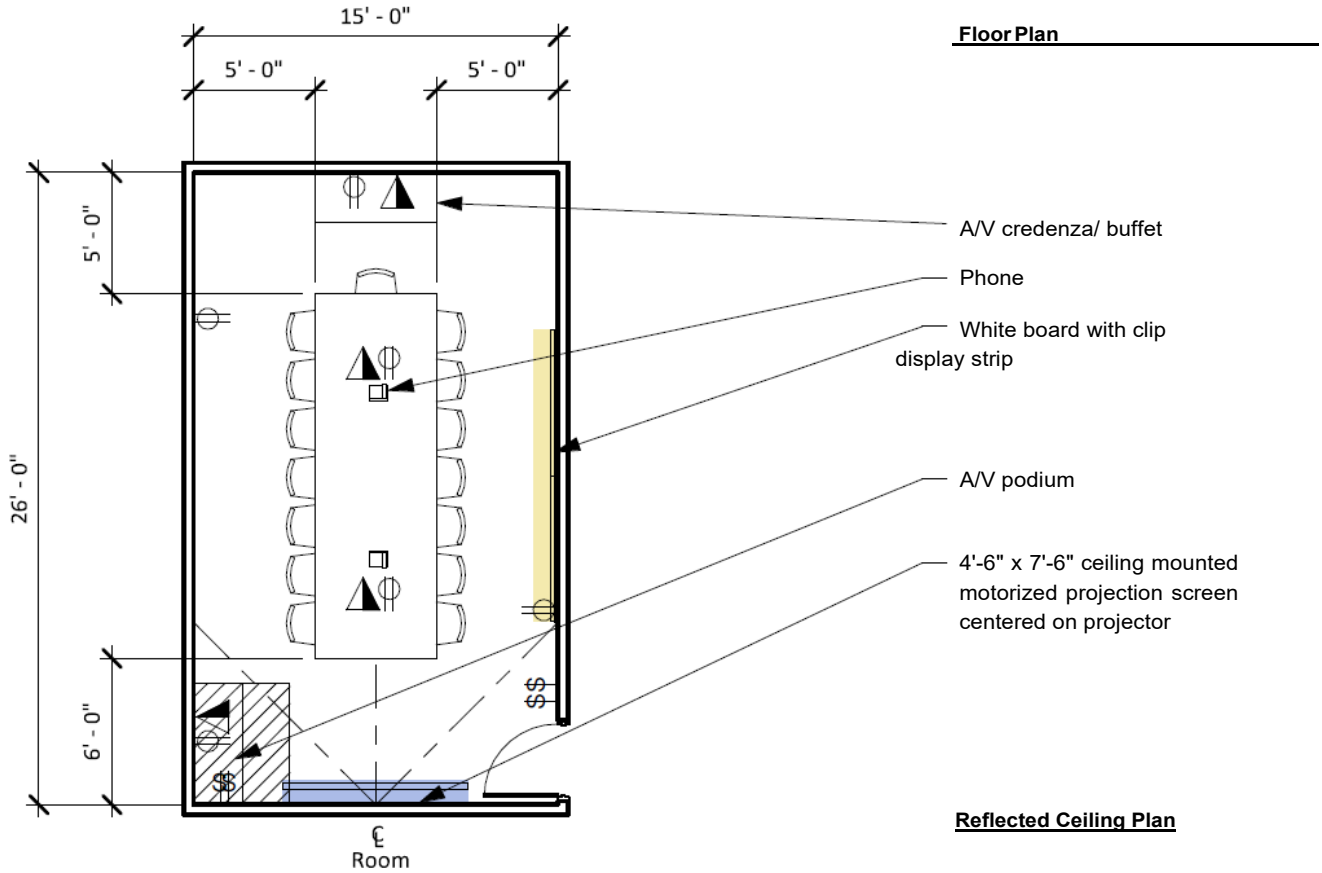 15' - 0"
Floor Plan
5' - 0"
5' - 0"
5' - 0"
A/V credenza/ buffet
Phone
White board with clip
display strip
26' - 0"
A/V podium
4'-6" x 7'-6" ceiling mounted
motorized projection screen
centered on projector
$$
6' - 0"
$$
Reflected Ceiling Plan
℄
Room